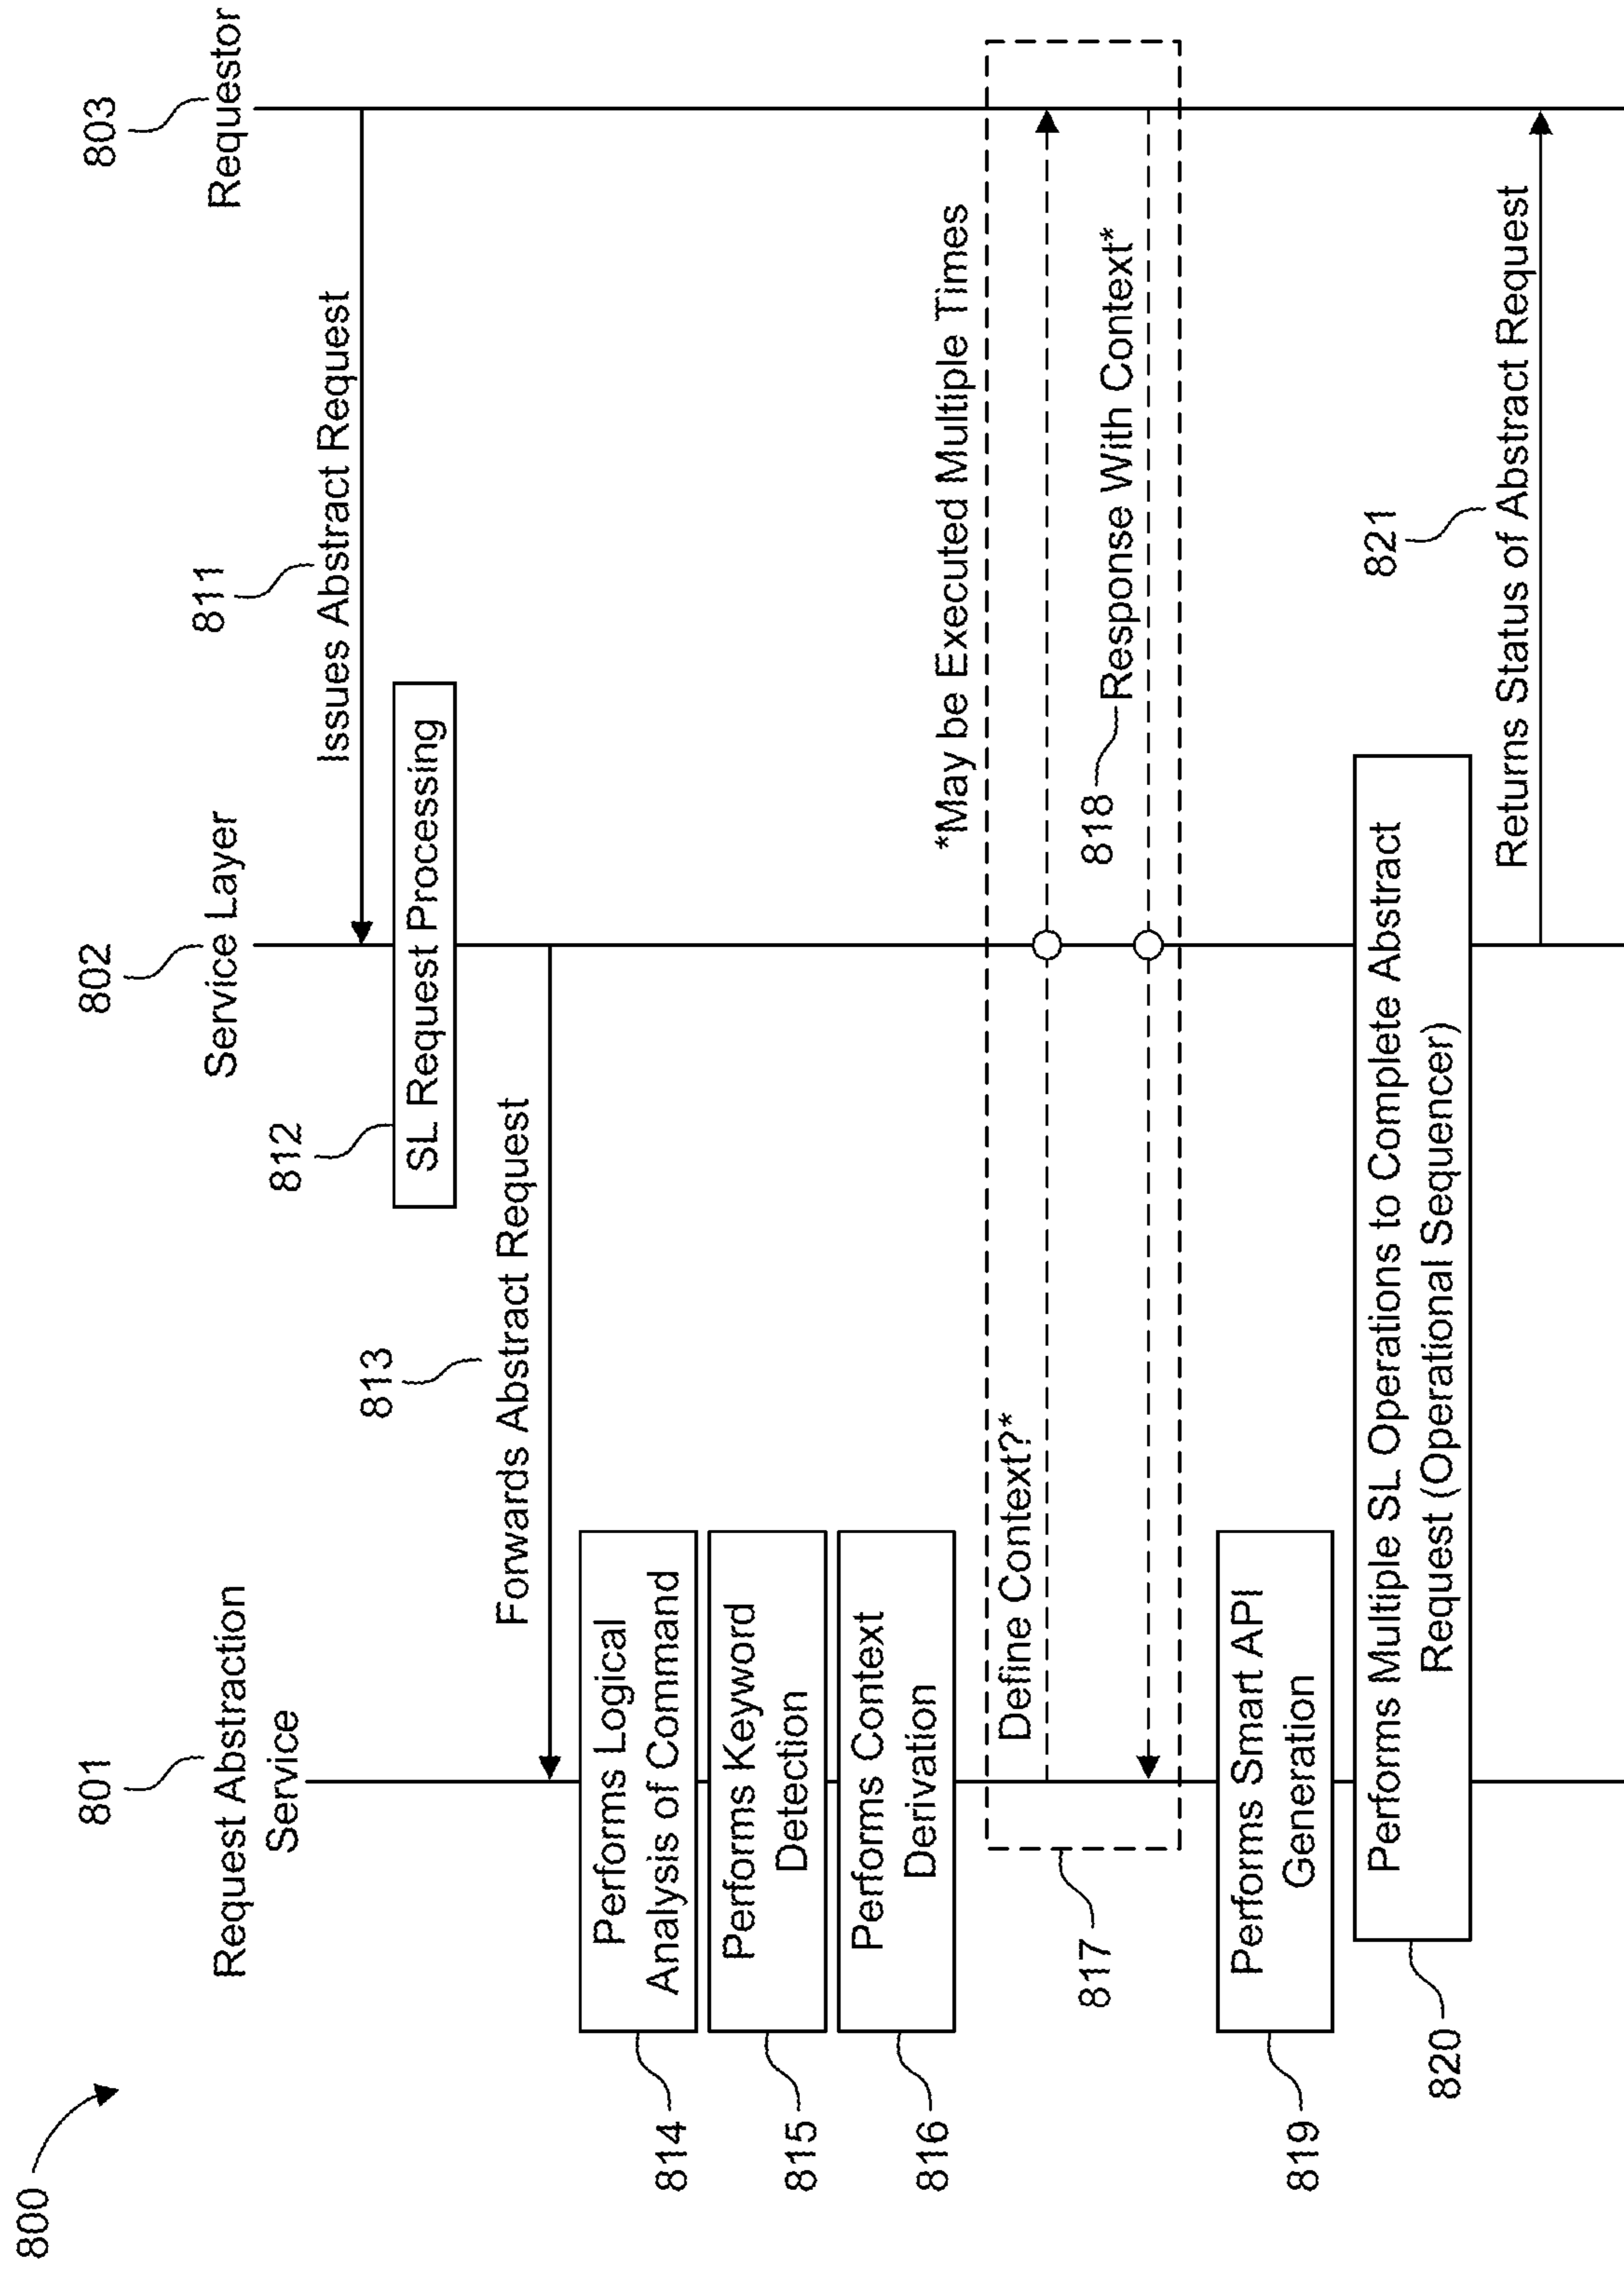 800
801
802
803
Request Abstraction
Service
Service Layer
Requestor
811
Issues Abstract Request
812
SL Request Processing
813
Forwards Abstract Request
814
Performs Logical
Analysis of Command
815
Performs Keyword
Detection
816
Performs Context
Derivation
*May be Executed Multiple Times
817
Define Context?*
818
Response With Context*
819
Performs Smart API
Generation
820
Performs Multiple SL Operations to Complete Abstract
Request (Operational Sequencer)
821
Returns Status of Abstract Request